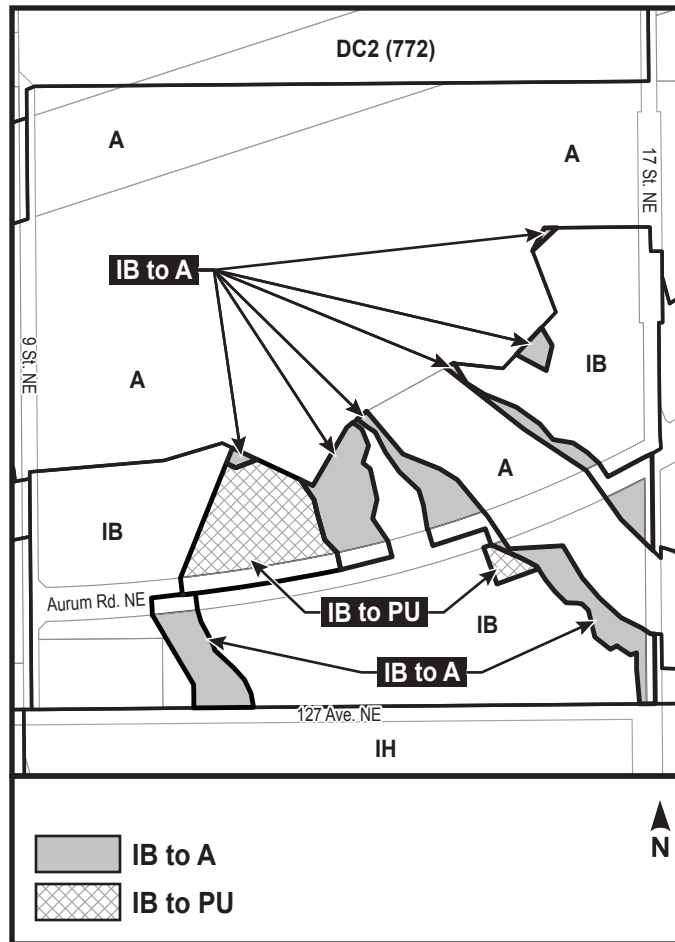 DC2 (772)
A
A
17 St. NE
IB to A
9 St. NE
A
IB
A
IB
Aurum Rd. NE
IB to PU
IB
IB to A
127 Ave. NE
IH
N
IB to A
IB to PU